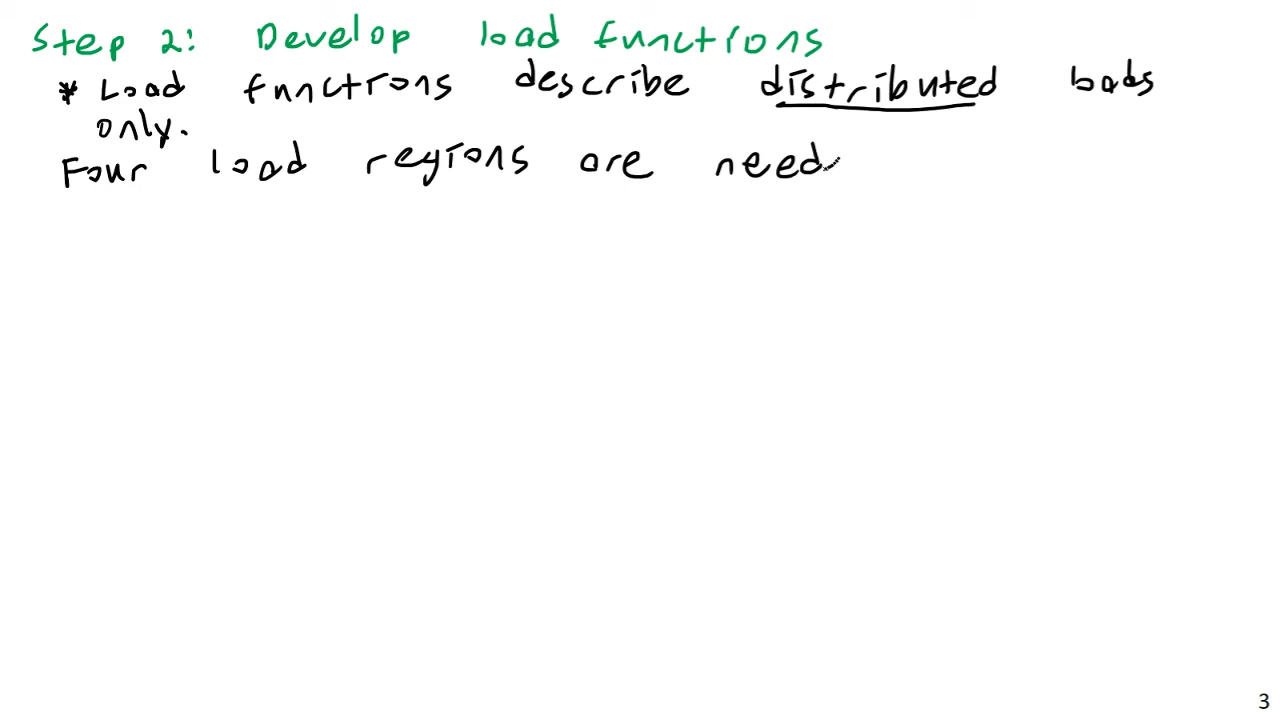 Step 2: Develop load functions
* Load functions describe distributed loads
only.
Four load regions are need
3